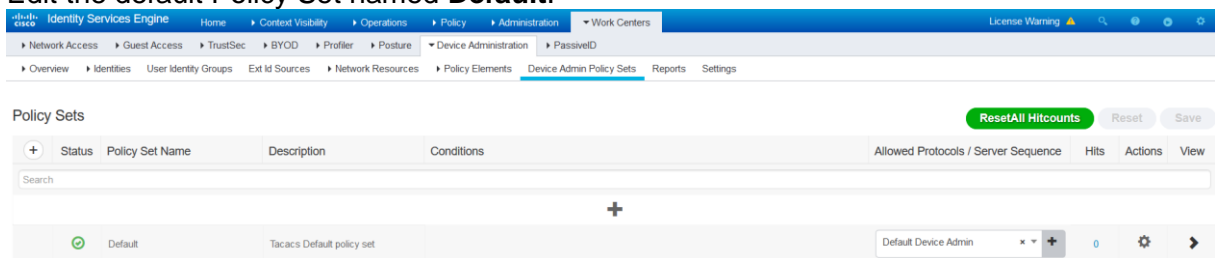 Edit the default Policy Set named Default.
cisco Identity Services Engine Home Context Visibility Operations Policy Administration Work Centers License Warning
Network Access Guest Access TrustSec BYOD Profiler Posture Device Administration PassiveID
Overview Identities User Identity Groups Ext Id Sources Network Resources Policy Elements Device Admin Policy Sets Reports Settings
Policy Sets ResetAll Hitcounts Reset Save
+ Status Policy Set Name Description Conditions Allowed Protocols / Server Sequence Hits Actions View
Search
+
Default Tacacs Default policy set Default Device Admin × + 0